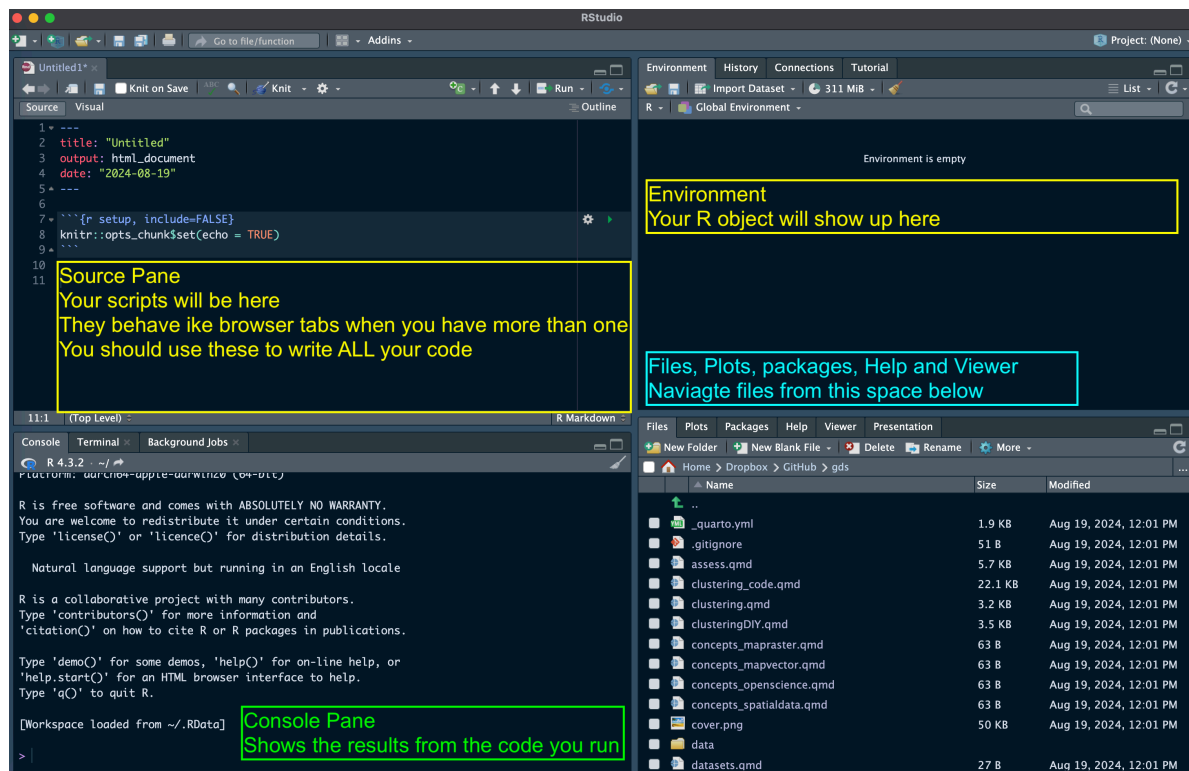 RStudio
Go to file/function
Addins
Project: (None)
Untitled1*
Knit on Save
ABC
Knit
Run
Source Visual
Outline
1 ---
2 title: "Untitled"
3 output: html_document
4 date: "2024-08-19"
5 ---
6
7 ```{r setup, include=FALSE}
8 knitr::opts_chunk$set(echo = TRUE)
9 ```
10
11
Source Pane
Your scripts will be here
They behave ike browser tabs when you have more than one
You should use these to write ALL your code
11:1 (Top Level) R Markdown
Console Terminal Background Jobs
R 4.3.2 · ~/
Platform: aarch64-apple-darwin20 (64-bit)
R is free software and comes with ABSOLUTELY NO WARRANTY.
You are welcome to redistribute it under certain conditions.
Type 'license()' or 'licence()' for distribution details.
Natural language support but running in an English locale
R is a collaborative project with many contributors.
Type 'contributors()' for more information and
'citation()' on how to cite R or R packages in publications.
Type 'demo()' for some demos, 'help()' for on-line help, or
'help.start()' for an HTML browser interface to help.
Type 'q()' to quit R.
[Workspace loaded from ~/.RData]
>
Console Pane
Shows the results from the code you run
Environment History Connections Tutorial
Import Dataset 311 MiB List
R Global Environment
Environment is empty
Environment
Your R object will show up here
Files, Plots, packages, Help and Viewer
Naviagte files from this space below
Files Plots Packages Help Viewer Presentation
New Folder New Blank File Delete Rename More
Home > Dropbox > GitHub > gds ...
Name Size Modified
..
_quarto.yml 1.9 KB Aug 19, 2024, 12:01 PM
.gitignore 51 B Aug 19, 2024, 12:01 PM
assess.qmd 5.7 KB Aug 19, 2024, 12:01 PM
clustering_code.qmd 22.1 KB Aug 19, 2024, 12:01 PM
clustering.qmd 3.2 KB Aug 19, 2024, 12:01 PM
clusteringDIY.qmd 3.5 KB Aug 19, 2024, 12:01 PM
concepts_mapraster.qmd 63 B Aug 19, 2024, 12:01 PM
concepts_mapvector.qmd 63 B Aug 19, 2024, 12:01 PM
concepts_openscience.qmd 63 B Aug 19, 2024, 12:01 PM
concepts_spatialdata.qmd 63 B Aug 19, 2024, 12:01 PM
cover.png 50 KB Aug 19, 2024, 12:01 PM
data
datasets.qmd 27 B Aug 19, 2024, 12:01 PM